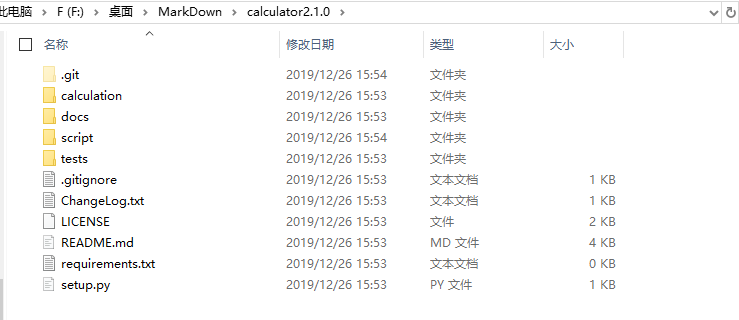 此电脑 > F (F:) > 桌面 > MarkDown > calculator2.1.0 >
名称 修改日期 类型 大小
.git 2019/12/26 15:54 文件夹
calculation 2019/12/26 15:53 文件夹
docs 2019/12/26 15:53 文件夹
script 2019/12/26 15:54 文件夹
tests 2019/12/26 15:53 文件夹
.gitignore 2019/12/26 15:53 文本文档 1 KB
ChangeLog.txt 2019/12/26 15:53 文本文档 1 KB
LICENSE 2019/12/26 15:53 文件 2 KB
README.md 2019/12/26 15:53 MD 文件 4 KB
requirements.txt 2019/12/26 15:53 文本文档 0 KB
setup.py 2019/12/26 15:53 PY 文件 1 KB